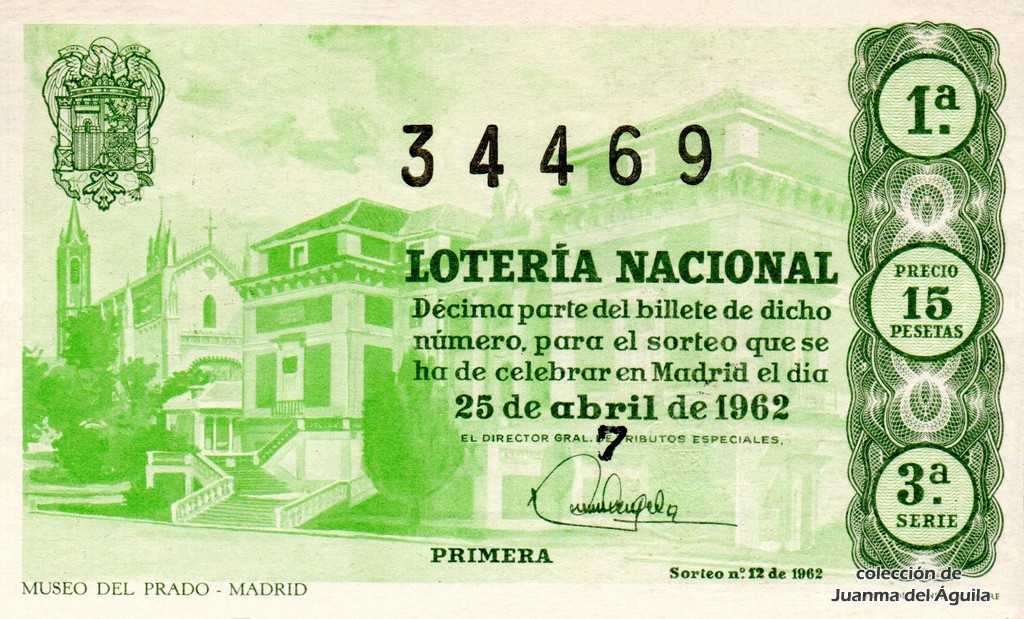 34469
1.ª
LOTERÍA NACIONAL
Décima parte del billete de dicho
número, para el sorteo que se
ha de celebrar en Madrid el dia
25 de abril de 1962
PRECIO
15
PESETAS
EL DIRECTOR GRAL. DE TRIBUTOS ESPECIALES,
7
3.ª
SERIE
PRIMERA
Sorteo nº. 12 de 1962
MUSEO DEL PRADO - MADRID
colección de
Juanma del Águila